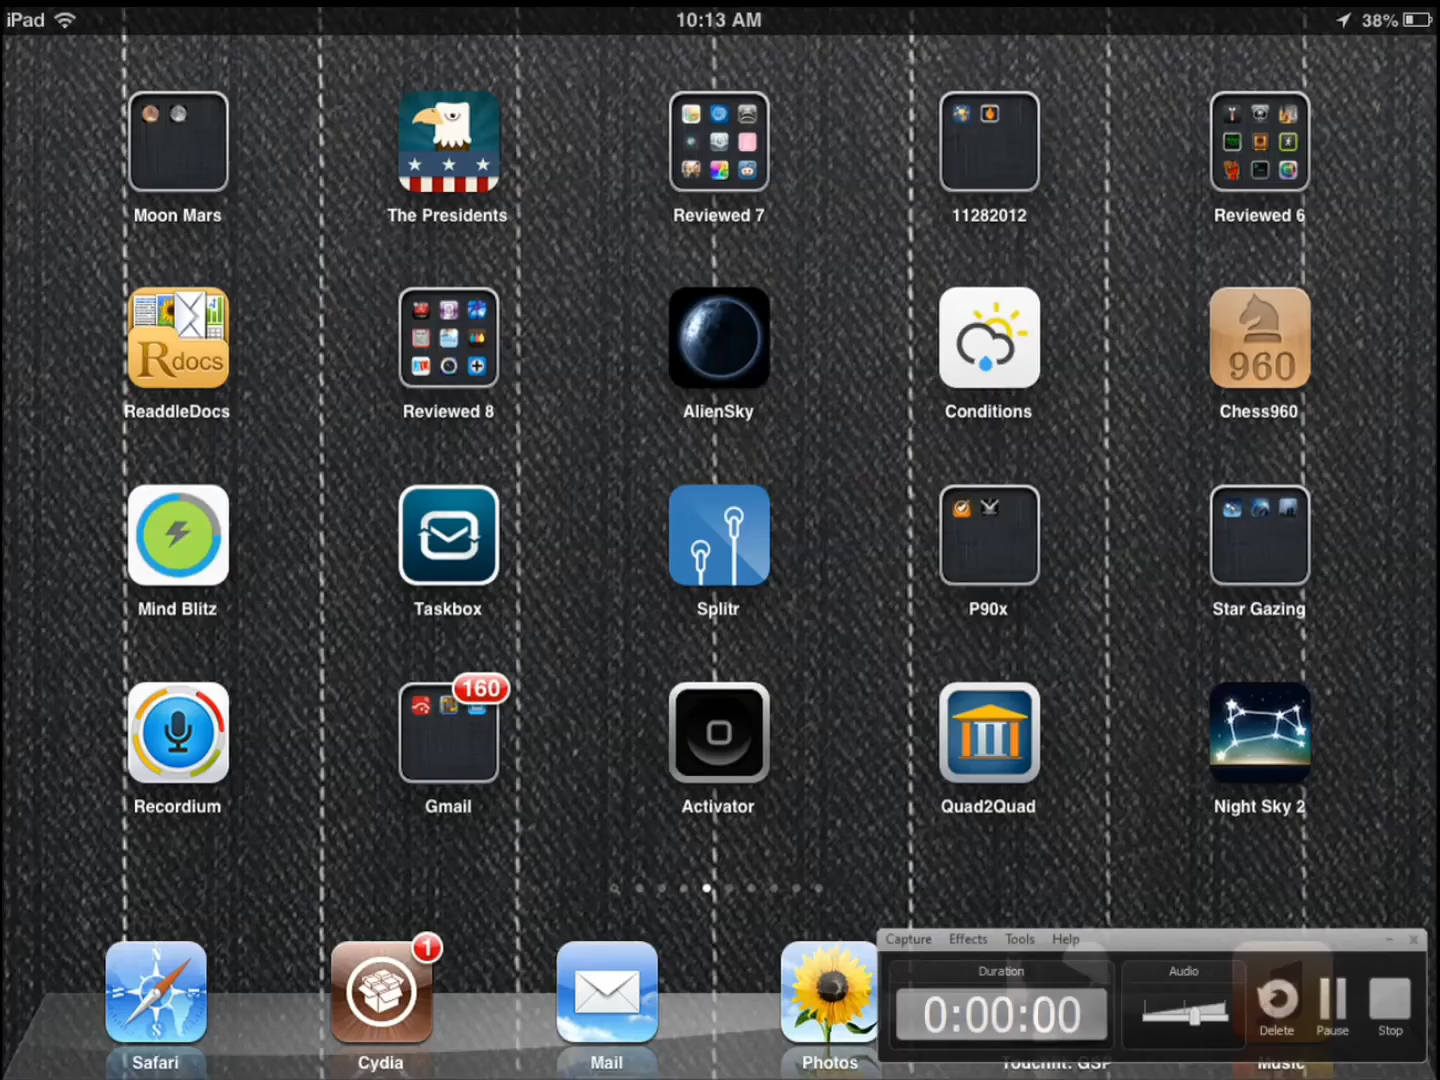 iPad 10:13 AM 38%
Moon Mars The Presidents Reviewed 7 11282012 Reviewed 6
Rdocs
960
ReaddleDocs Reviewed 8 AlienSky Conditions Chess960
Mind Blitz Taskbox Splitr P90x Star Gazing
160
Recordium Gmail Activator Quad2Quad Night Sky 2
1
Capture Effects Tools Help
Duration Audio
N
S
0:00:00
Delete Pause Stop
Safari Cydia Mail Photos Music